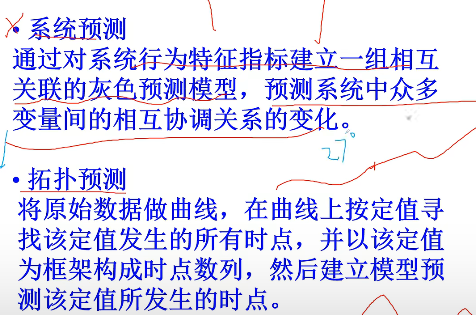 • 系统预测
通过对系统行为特征指标建立一组相互
关联的灰色预测模型，预测系统中众多
变量间的相互协调关系的变化。
27°
• 拓扑预测
将原始数据做曲线，在曲线上按定值寻
找该定值发生的所有时点，并以该定值
为框架构成时点数列，然后建立模型预
测该定值所发生的时点。